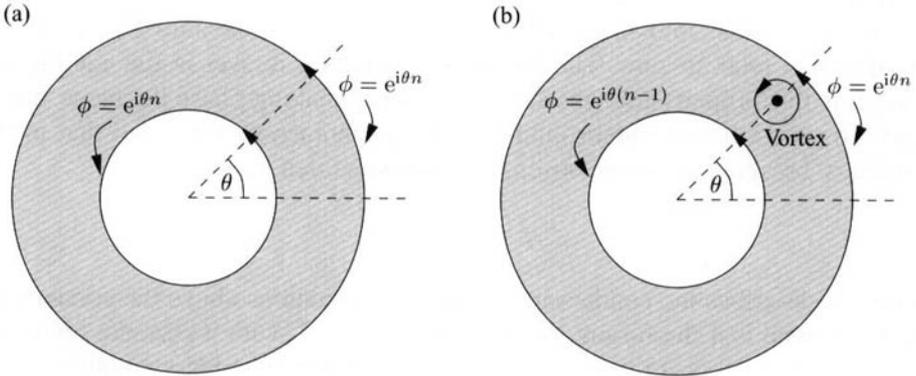 (a)
ϕ = e^{iθn}
ϕ = e^{iθn}
θ
(b)
ϕ = e^{iθ(n−1)}
ϕ = e^{iθn}
Vortex
θ